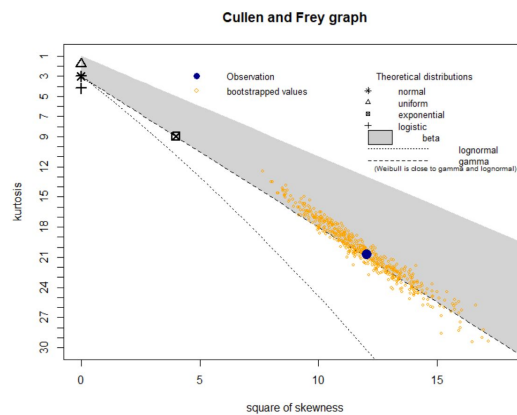 Cullen and Frey graph
Observation
bootstrapped values
Theoretical distributions
normal
uniform
exponential
logistic
beta
lognormal
gamma
(Weibull is close to gamma and lognormal)
kurtosis
1
3
5
7
9
12
15
18
21
24
27
30
0
5
10
15
square of skewness